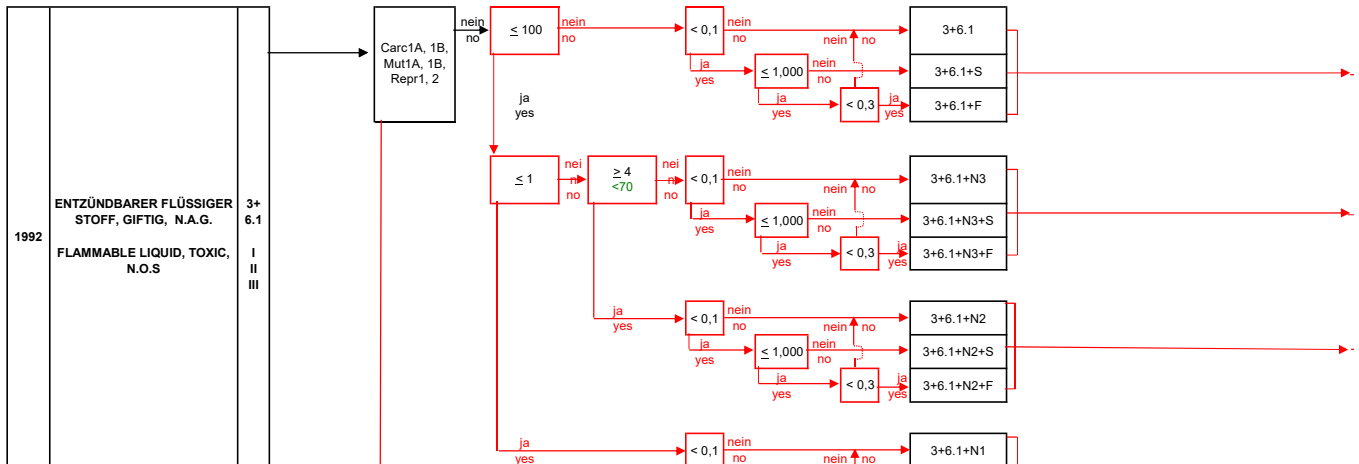 1992
ENTZÜNDBARER FLÜSSIGER
STOFF, GIFTIG, N.A.G.
FLAMMABLE LIQUID, TOXIC,
N.O.S
3+
6.1
I
II
III
Carc1A, 1B,
Mut1A, 1B,
Repr1, 2
nein
no
≤ 100
nein
no
< 0,1
nein
no
nein no
3+6.1
ja
yes
≤ 1,000
nein
no
3+6.1+S
ja
yes
< 0,3
ja
yes
3+6.1+F
ja
yes
≤ 1
nei
n
no
≥ 4
<70
nei
n
no
< 0,1
nein
no
nein no
3+6.1+N3
ja
yes
≤ 1,000
nein
no
3+6.1+N3+S
ja
yes
< 0,3
ja
yes
3+6.1+N3+F
ja
yes
< 0,1
nein
no
nein no
3+6.1+N2
ja
yes
≤ 1,000
nein
no
3+6.1+N2+S
ja
yes
< 0,3
ja
yes
3+6.1+N2+F
ja
yes
< 0,1
nein
no
nein no
3+6.1+N1